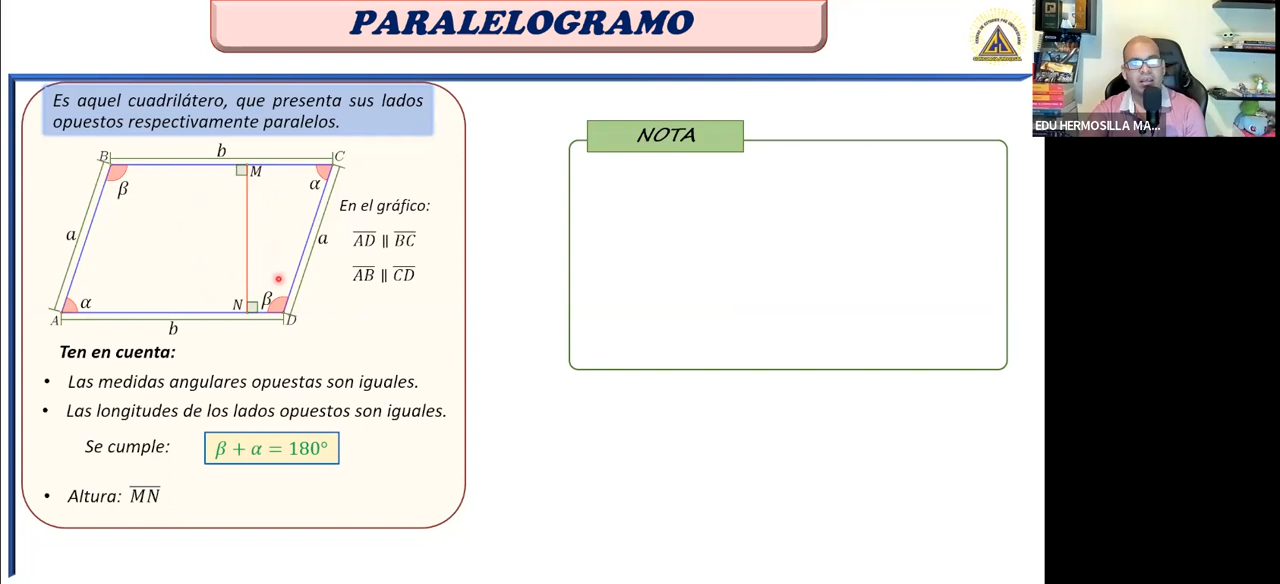 PARALELOGRAMO
Es aquel cuadrilátero, que presenta sus lados
opuestos respectivamente paralelos.
B b C
M
β α
En el gráfico:
a a
AD ∥ BC
AB ∥ CD
α N β
A D
b
Ten en cuenta:
• Las medidas angulares opuestas son iguales.
• Las longitudes de los lados opuestos son iguales.
Se cumple: β + α = 180°
• Altura: MN
NOTA
EDU HERMOSILLA MA...